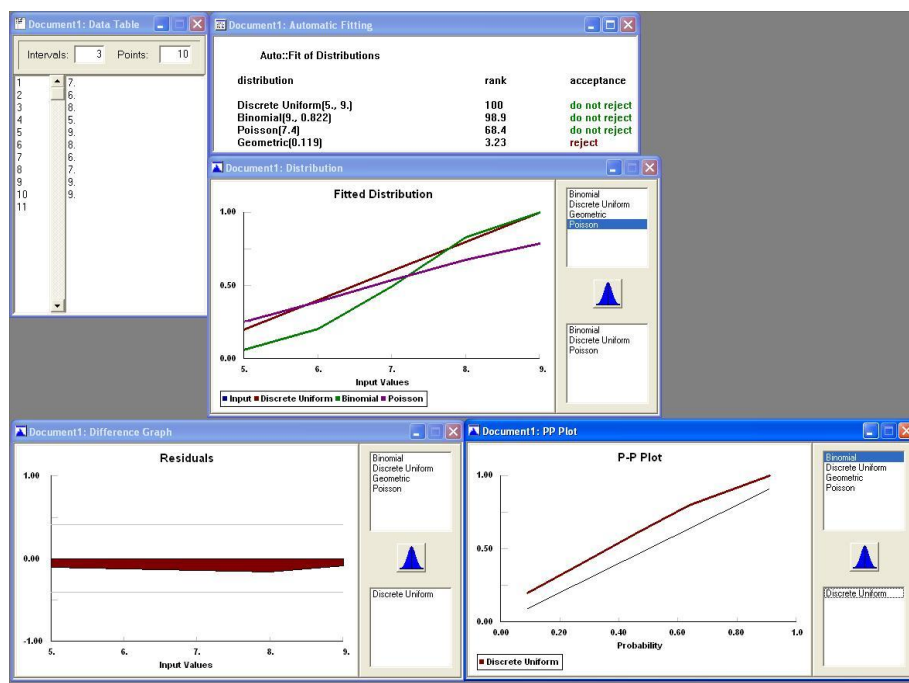 Document1: Data Table
Intervals: 3 Points: 10
1 7.
2 6.
3 8.
4 5.
5 9.
6 8.
7 6.
8 7.
9 9.
10 9.
11
Document1: Automatic Fitting
Auto::Fit of Distributions
distribution rank acceptance
Discrete Uniform(5., 9.) 100 do not reject
Binomial(9., 0.822) 98.9 do not reject
Poisson(7.4) 68.4 do not reject
Geometric(0.119) 3.23 reject
Document1: Distribution
Fitted Distribution
1.00
0.50
0.00
5. 6. 7. 8. 9.
Input Values
Input Discrete Uniform Binomial Poisson
Binomial
Discrete Uniform
Geometric
Poisson
Binomial
Discrete Uniform
Poisson
Document1: Difference Graph
Residuals
1.00
0.00
-1.00
5. 6. 7. 8. 9.
Input Values
Binomial
Discrete Uniform
Geometric
Poisson
Discrete Uniform
Document1: PP Plot
P-P Plot
1.00
0.50
0.00
0.00 0.20 0.40 0.60 0.80 1.0
Probability
Discrete Uniform
Binomial
Discrete Uniform
Geometric
Poisson
Discrete Uniform